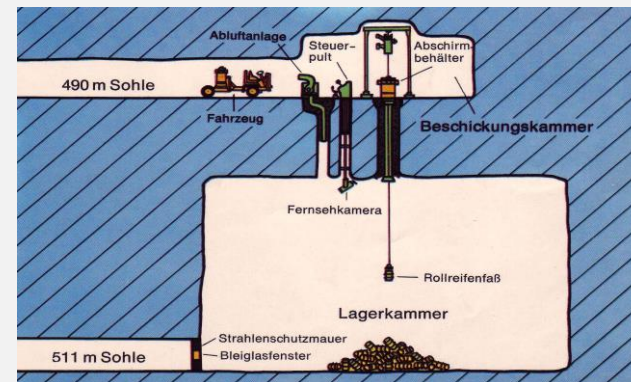 Abluftanlage
Steuer-
pult
Abschirm-
behälter
490 m Sohle
Fahrzeug
Beschickungskammer
Fernsehkamera
Rollreifenfaß
Lagerkammer
Strahlenschutzmauer
511 m Sohle
Bleiglasfenster